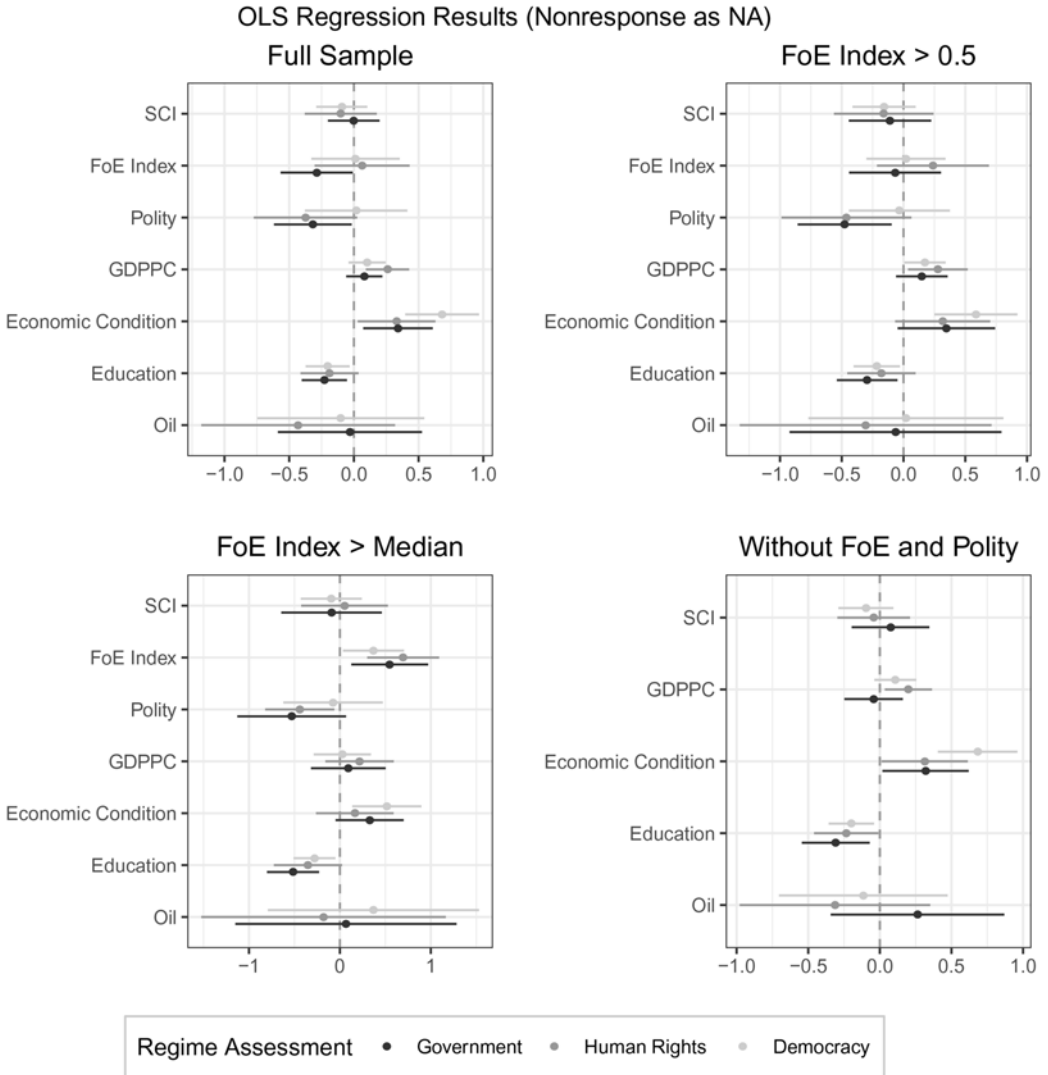 OLS Regression Results (Nonresponse as NA)
Full Sample
SCI
FoE Index
Polity
GDPPC
Economic Condition
Education
Oil
−1.0 −0.5 0.0 0.5 1.0
FoE Index > 0.5
SCI
FoE Index
Polity
GDPPC
Economic Condition
Education
Oil
−1.0 −0.5 0.0 0.5 1.0
FoE Index > Median
SCI
FoE Index
Polity
GDPPC
Economic Condition
Education
Oil
−1 0 1
Without FoE and Polity
SCI
GDPPC
Economic Condition
Education
Oil
−1.0 −0.5 0.0 0.5 1.0
Regime Assessment Government Human Rights Democracy